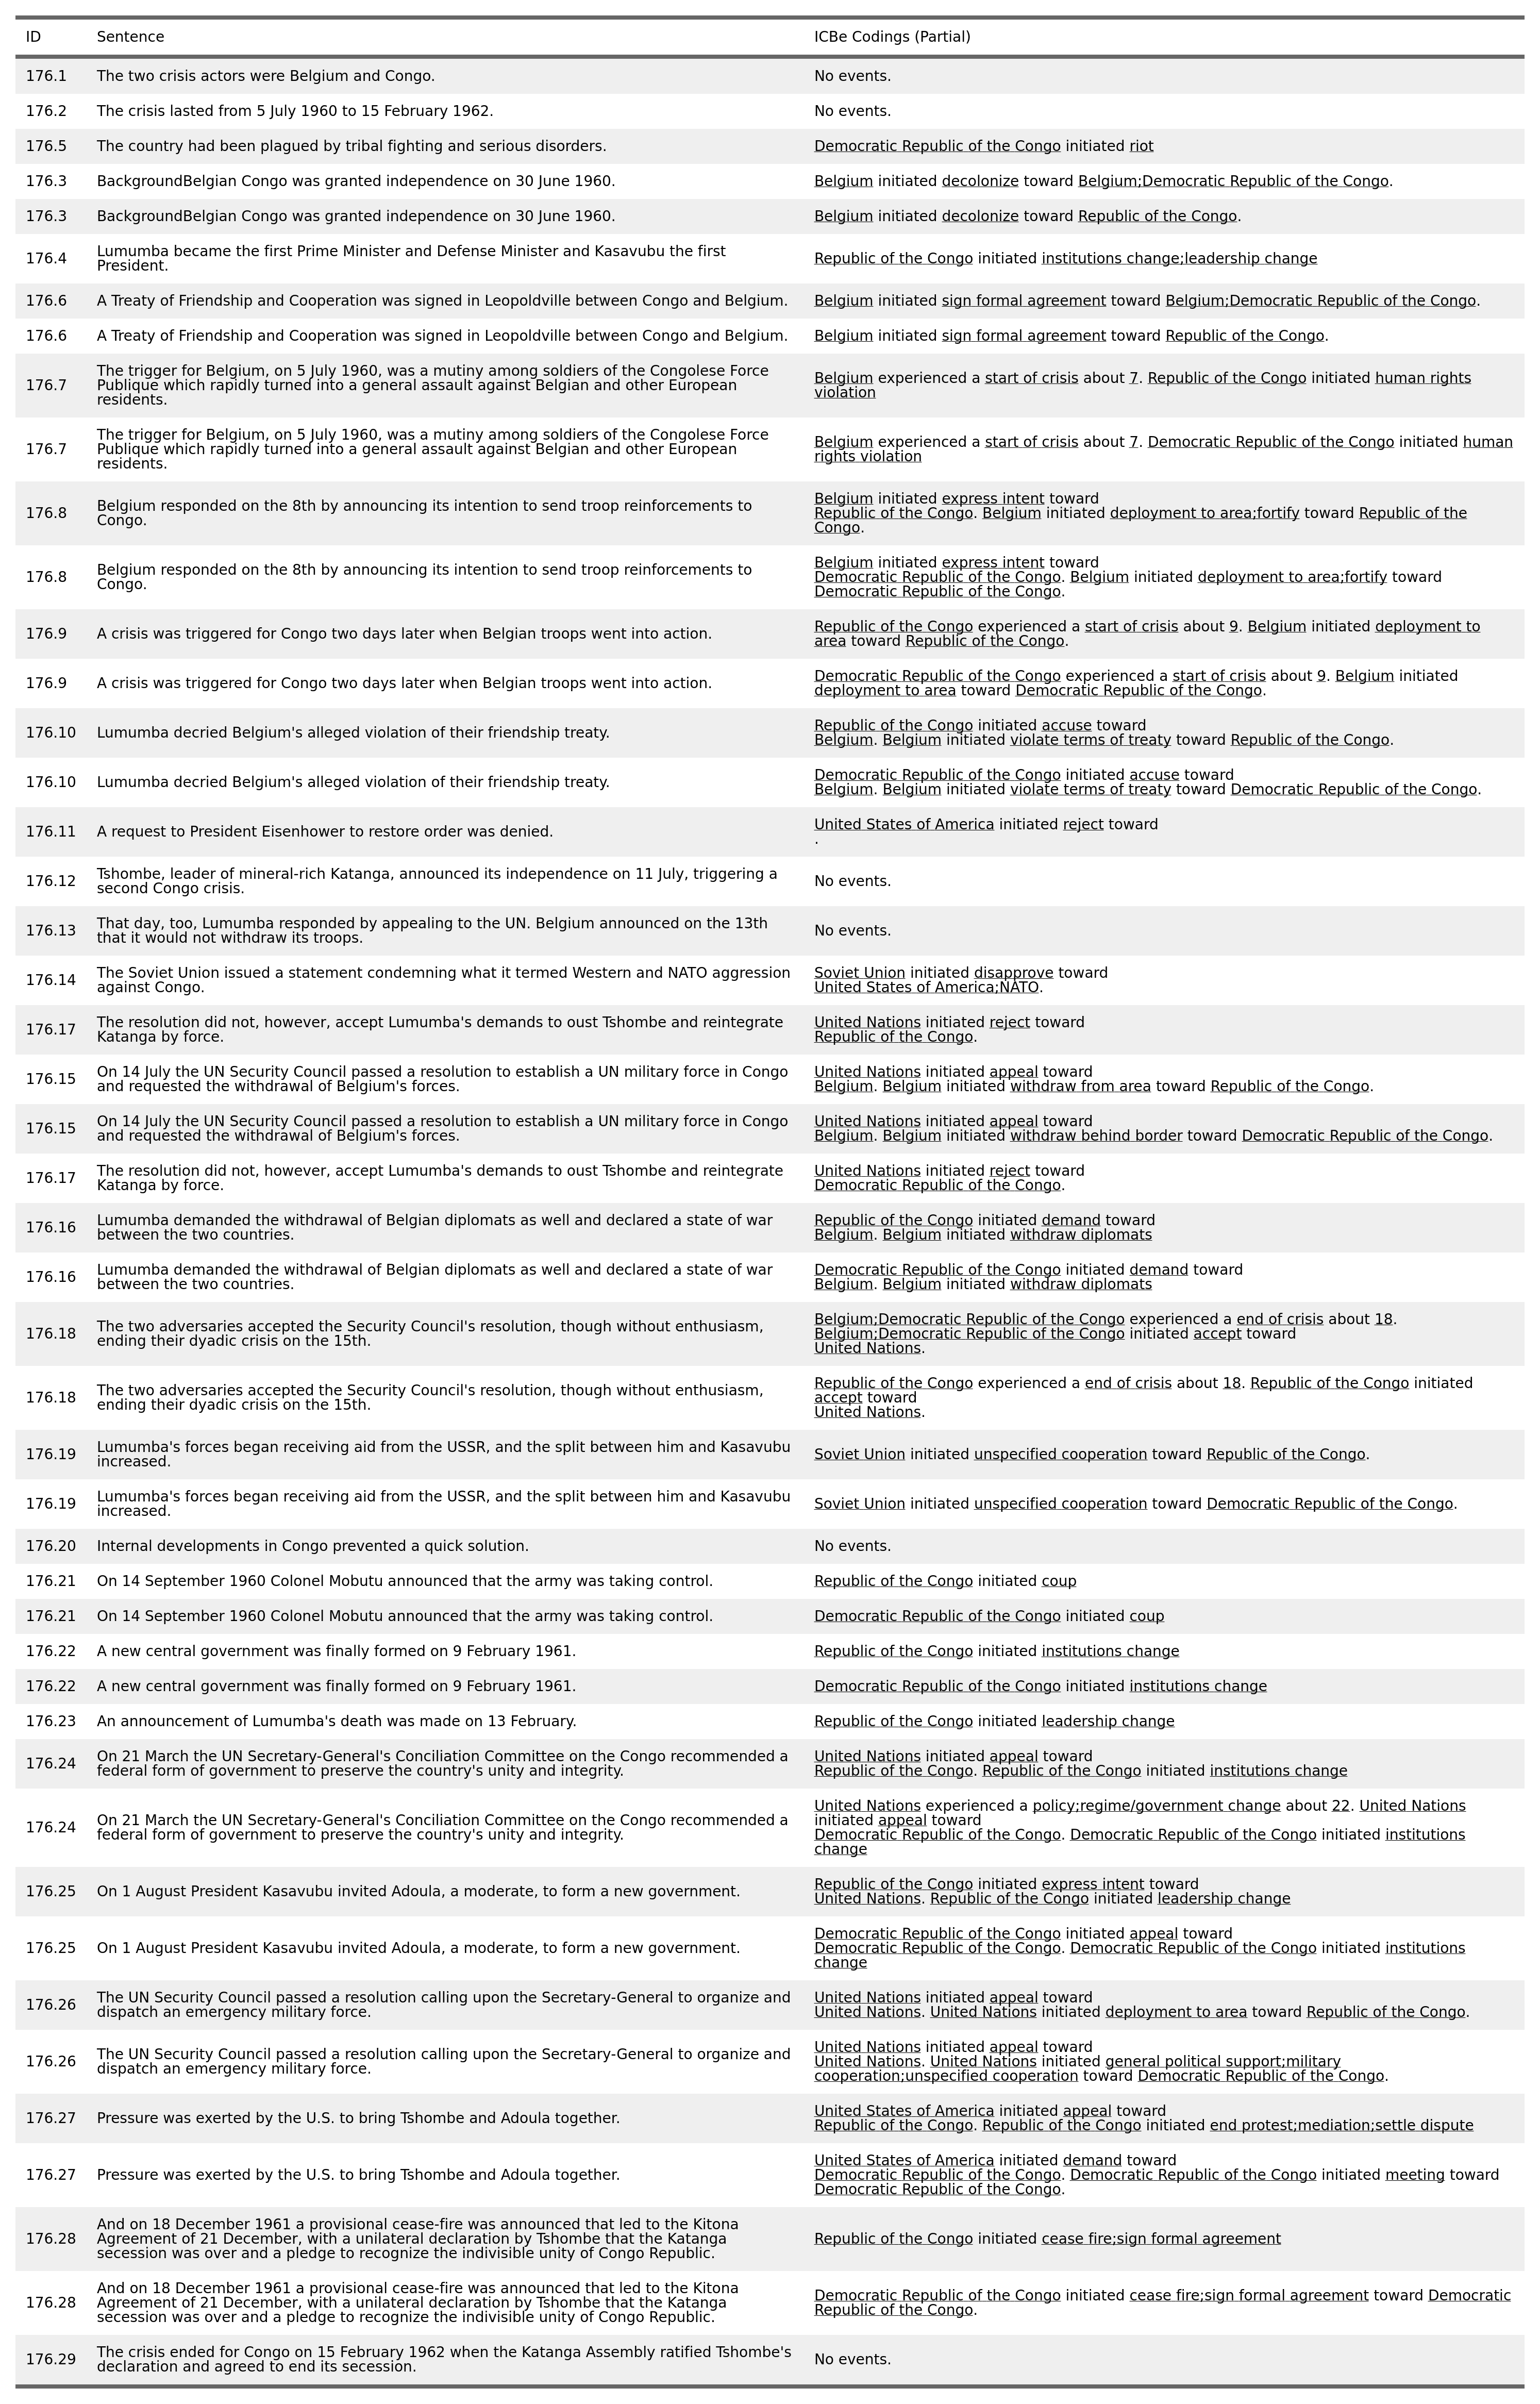 ID Sentence ICBe Codings (Partial)
176.1 The two crisis actors were Belgium and Congo. No events.
176.2 The crisis lasted from 5 July 1960 to 15 February 1962. No events.
176.5 The country had been plagued by tribal fighting and serious disorders. Democratic Republic of the Congo initiated riot
176.3 BackgroundBelgian Congo was granted independence on 30 June 1960. Belgium initiated decolonize toward Belgium;Democratic Republic of the Congo.
176.3 BackgroundBelgian Congo was granted independence on 30 June 1960. Belgium initiated decolonize toward Republic of the Congo.
176.4 Lumumba became the first Prime Minister and Defense Minister and Kasavubu the first
President. Republic of the Congo initiated institutions change;leadership change
176.6 A Treaty of Friendship and Cooperation was signed in Leopoldville between Congo and Belgium. Belgium initiated sign formal agreement toward Belgium;Democratic Republic of the Congo.
176.6 A Treaty of Friendship and Cooperation was signed in Leopoldville between Congo and Belgium. Belgium initiated sign formal agreement toward Republic of the Congo.
176.7 The trigger for Belgium, on 5 July 1960, was a mutiny among soldiers of the Congolese Force
Publique which rapidly turned into a general assault against Belgian and other European
residents.
Belgium experienced a start of crisis about 7. Republic of the Congo initiated human rights
violation
176.7 The trigger for Belgium, on 5 July 1960, was a mutiny among soldiers of the Congolese Force
Publique which rapidly turned into a general assault against Belgian and other European
residents.
Belgium experienced a start of crisis about 7. Democratic Republic of the Congo initiated human
rights violation
176.8 Belgium responded on the 8th by announcing its intention to send troop reinforcements to
Congo.
Belgium initiated express intent toward
Republic of the Congo. Belgium initiated deployment to area;fortify toward Republic of the
Congo.
176.8 Belgium responded on the 8th by announcing its intention to send troop reinforcements to
Congo.
Belgium initiated express intent toward
Democratic Republic of the Congo. Belgium initiated deployment to area;fortify toward
Democratic Republic of the Congo.
176.9 A crisis was triggered for Congo two days later when Belgian troops went into action.
Republic of the Congo experienced a start of crisis about 9. Belgium initiated deployment to
area toward Republic of the Congo.
176.9 A crisis was triggered for Congo two days later when Belgian troops went into action.
Democratic Republic of the Congo experienced a start of crisis about 9. Belgium initiated
deployment to area toward Democratic Republic of the Congo.
176.10 Lumumba decried Belgium's alleged violation of their friendship treaty.
Republic of the Congo initiated accuse toward
Belgium. Belgium initiated violate terms of treaty toward Republic of the Congo.
176.10 Lumumba decried Belgium's alleged violation of their friendship treaty.
Democratic Republic of the Congo initiated accuse toward
Belgium. Belgium initiated violate terms of treaty toward Democratic Republic of the Congo.
176.11 A request to President Eisenhower to restore order was denied.
United States of America initiated reject toward
.
176.12 Tshombe, leader of mineral-rich Katanga, announced its independence on 11 July, triggering a
second Congo crisis.
No events.
176.13 That day, too, Lumumba responded by appealing to the UN. Belgium announced on the 13th
that it would not withdraw its troops.
No events.
176.14 The Soviet Union issued a statement condemning what it termed Western and NATO aggression
against Congo.
Soviet Union initiated disapprove toward
United States of America;NATO.
176.17 The resolution did not, however, accept Lumumba's demands to oust Tshombe and reintegrate
Katanga by force.
United Nations initiated reject toward
Republic of the Congo.
176.15 On 14 July the UN Security Council passed a resolution to establish a UN military force in Congo
and requested the withdrawal of Belgium's forces.
United Nations initiated appeal toward
Belgium. Belgium initiated withdraw from area toward Republic of the Congo.
176.15 On 14 July the UN Security Council passed a resolution to establish a UN military force in Congo
and requested the withdrawal of Belgium's forces.
United Nations initiated appeal toward
Belgium. Belgium initiated withdraw behind border toward Democratic Republic of the Congo.
176.17 The resolution did not, however, accept Lumumba's demands to oust Tshombe and reintegrate
Katanga by force.
United Nations initiated reject toward
Democratic Republic of the Congo.
176.16 Lumumba demanded the withdrawal of Belgian diplomats as well and declared a state of war
between the two countries.
Republic of the Congo initiated demand toward
Belgium. Belgium initiated withdraw diplomats
176.16 Lumumba demanded the withdrawal of Belgian diplomats as well and declared a state of war
between the two countries.
Democratic Republic of the Congo initiated demand toward
Belgium. Belgium initiated withdraw diplomats
176.18 The two adversaries accepted the Security Council's resolution, though without enthusiasm,
ending their dyadic crisis on the 15th.
Belgium;Democratic Republic of the Congo experienced a end of crisis about 18.
Belgium;Democratic Republic of the Congo initiated accept toward
United Nations.
176.18 The two adversaries accepted the Security Council's resolution, though without enthusiasm,
ending their dyadic crisis on the 15th.
Republic of the Congo experienced a end of crisis about 18. Republic of the Congo initiated
accept toward
United Nations.
176.19 Lumumba's forces began receiving aid from the USSR, and the split between him and Kasavubu
increased.
Soviet Union initiated unspecified cooperation toward Republic of the Congo.
176.19 Lumumba's forces began receiving aid from the USSR, and the split between him and Kasavubu
increased.
Soviet Union initiated unspecified cooperation toward Democratic Republic of the Congo.
176.20 Internal developments in Congo prevented a quick solution. No events.
176.21 On 14 September 1960 Colonel Mobutu announced that the army was taking control. Republic of the Congo initiated coup
176.21 On 14 September 1960 Colonel Mobutu announced that the army was taking control. Democratic Republic of the Congo initiated coup
176.22 A new central government was finally formed on 9 February 1961. Republic of the Congo initiated institutions change
176.22 A new central government was finally formed on 9 February 1961. Democratic Republic of the Congo initiated institutions change
176.23 An announcement of Lumumba's death was made on 13 February. Republic of the Congo initiated leadership change
176.24 On 21 March the UN Secretary-General's Conciliation Committee on the Congo recommended a
federal form of government to preserve the country's unity and integrity.
United Nations initiated appeal toward
Republic of the Congo. Republic of the Congo initiated institutions change
176.24 On 21 March the UN Secretary-General's Conciliation Committee on the Congo recommended a
federal form of government to preserve the country's unity and integrity.
United Nations experienced a policy;regime/government change about 22. United Nations
initiated appeal toward
Democratic Republic of the Congo. Democratic Republic of the Congo initiated institutions
change
176.25 On 1 August President Kasavubu invited Adoula, a moderate, to form a new government.
Republic of the Congo initiated express intent toward
United Nations. Republic of the Congo initiated leadership change
176.25 On 1 August President Kasavubu invited Adoula, a moderate, to form a new government.
Democratic Republic of the Congo initiated appeal toward
Democratic Republic of the Congo. Democratic Republic of the Congo initiated institutions
change
176.26 The UN Security Council passed a resolution calling upon the Secretary-General to organize and
dispatch an emergency military force.
United Nations initiated appeal toward
United Nations. United Nations initiated deployment to area toward Republic of the Congo.
176.26 The UN Security Council passed a resolution calling upon the Secretary-General to organize and
dispatch an emergency military force.
United Nations initiated appeal toward
United Nations. United Nations initiated general political support;military
cooperation;unspecified cooperation toward Democratic Republic of the Congo.
176.27 Pressure was exerted by the U.S. to bring Tshombe and Adoula together.
United States of America initiated appeal toward
Republic of the Congo. Republic of the Congo initiated end protest;mediation;settle dispute
176.27 Pressure was exerted by the U.S. to bring Tshombe and Adoula together.
United States of America initiated demand toward
Democratic Republic of the Congo. Democratic Republic of the Congo initiated meeting toward
Democratic Republic of the Congo.
176.28 And on 18 December 1961 a provisional cease-fire was announced that led to the Kitona
Agreement of 21 December, with a unilateral declaration by Tshombe that the Katanga
secession was over and a pledge to recognize the indivisible unity of Congo Republic.
Republic of the Congo initiated cease fire;sign formal agreement
176.28 And on 18 December 1961 a provisional cease-fire was announced that led to the Kitona
Agreement of 21 December, with a unilateral declaration by Tshombe that the Katanga
secession was over and a pledge to recognize the indivisible unity of Congo Republic.
Democratic Republic of the Congo initiated cease fire;sign formal agreement toward Democratic
Republic of the Congo.
176.29 The crisis ended for Congo on 15 February 1962 when the Katanga Assembly ratified Tshombe's
declaration and agreed to end its secession.
No events.